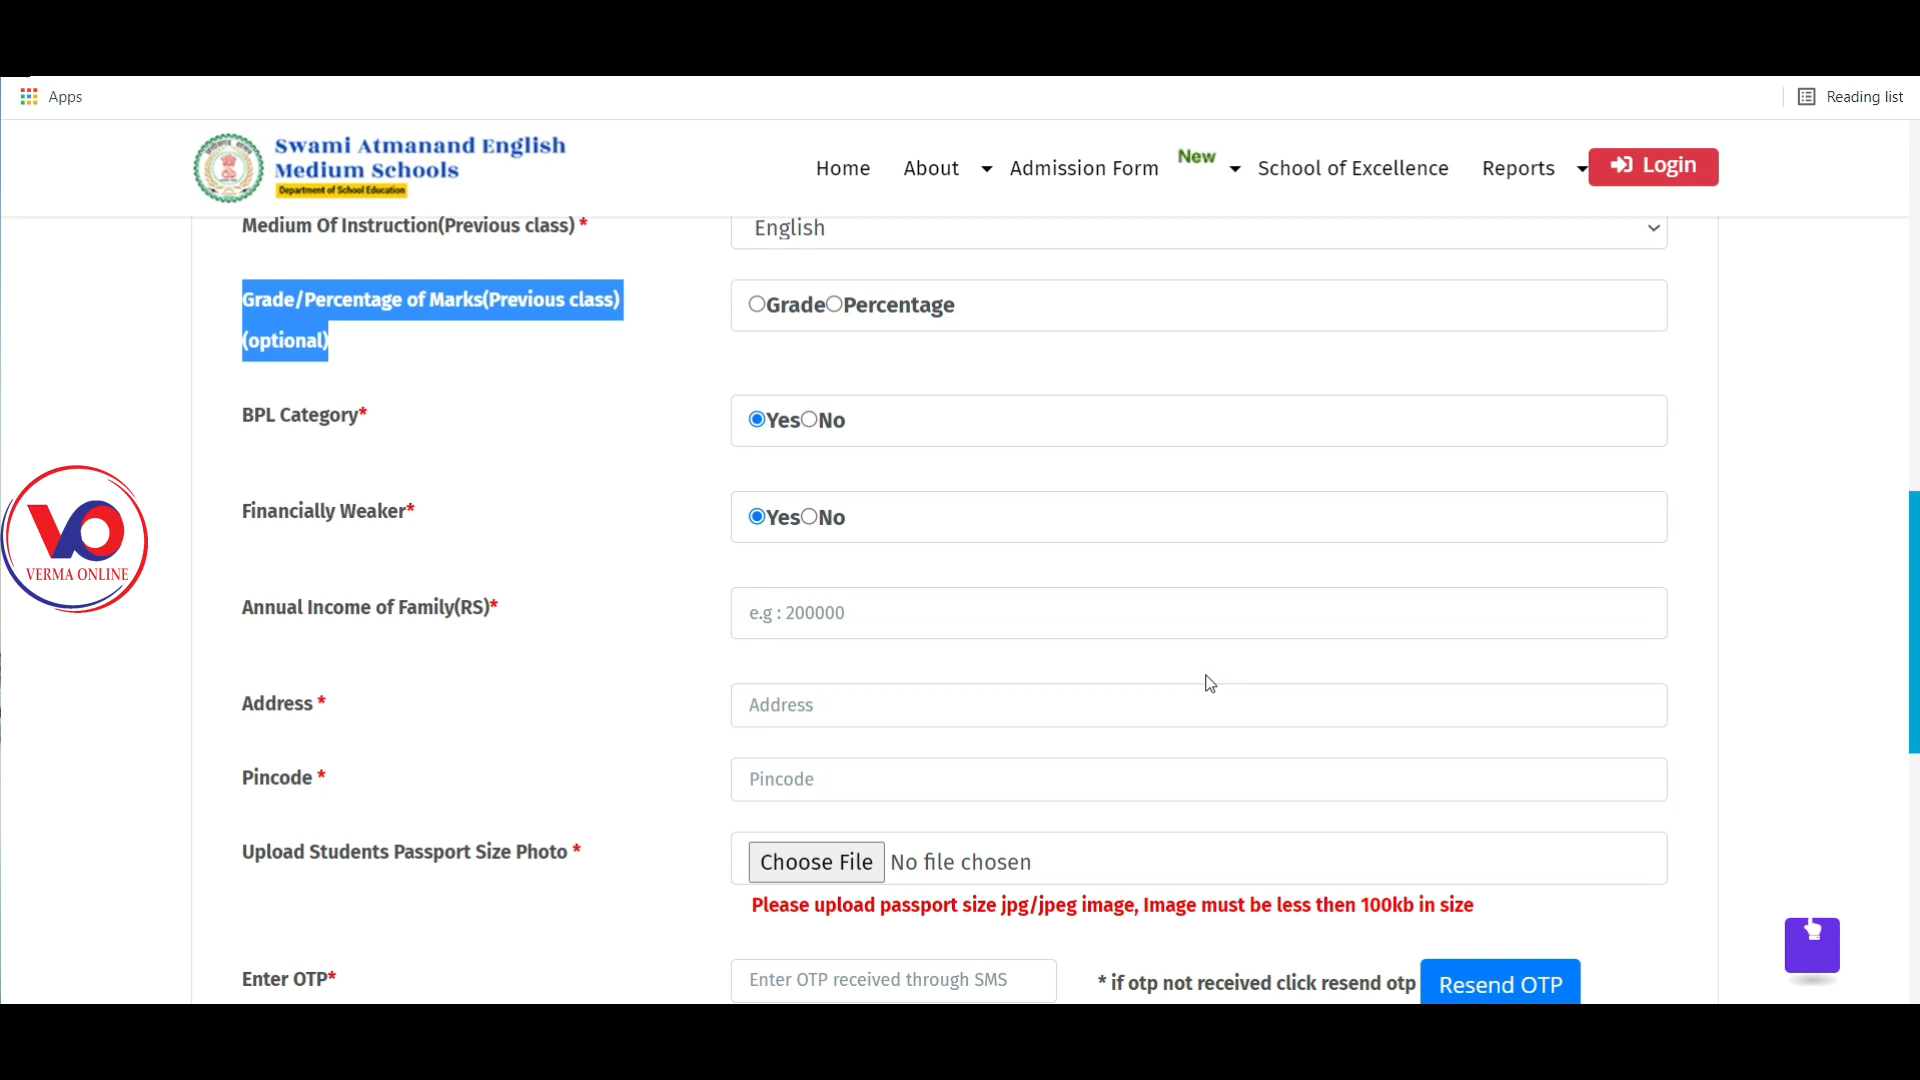 Apps
Reading list
Swami Atmanand English
Medium Schools
Department of School Education
Home
About
Admission Form
New
School of Excellence
Reports
Login
Medium Of Instruction(Previous class) *
English
Grade/Percentage of Marks(Previous class)
(optional)
Grade Percentage
BPL Category*
Yes No
Financially Weaker*
Yes No
VERMA ONLINE
Annual Income of Family(RS)*
e.g : 200000
Address *
Address
Pincode *
Pincode
Upload Students Passport Size Photo *
Choose File No file chosen
Please upload passport size jpg/jpeg image, Image must be less then 100kb in size
Enter OTP*
Enter OTP received through SMS
* if otp not received click resend otp
Resend OTP